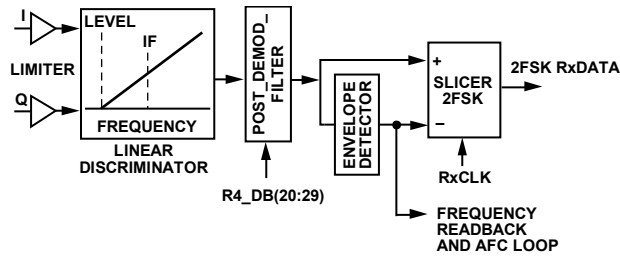 I
LIMITER
Q
LEVEL
IF
FREQUENCY
LINEAR
DISCRIMINATOR
POST_DEMOD_
FILTER
R4_DB(20:29)
ENVELOPE
DETECTOR
+
SLICER
2FSK
–
2FSK RxDATA
RxCLK
FREQUENCY
READBACK
AND AFC LOOP